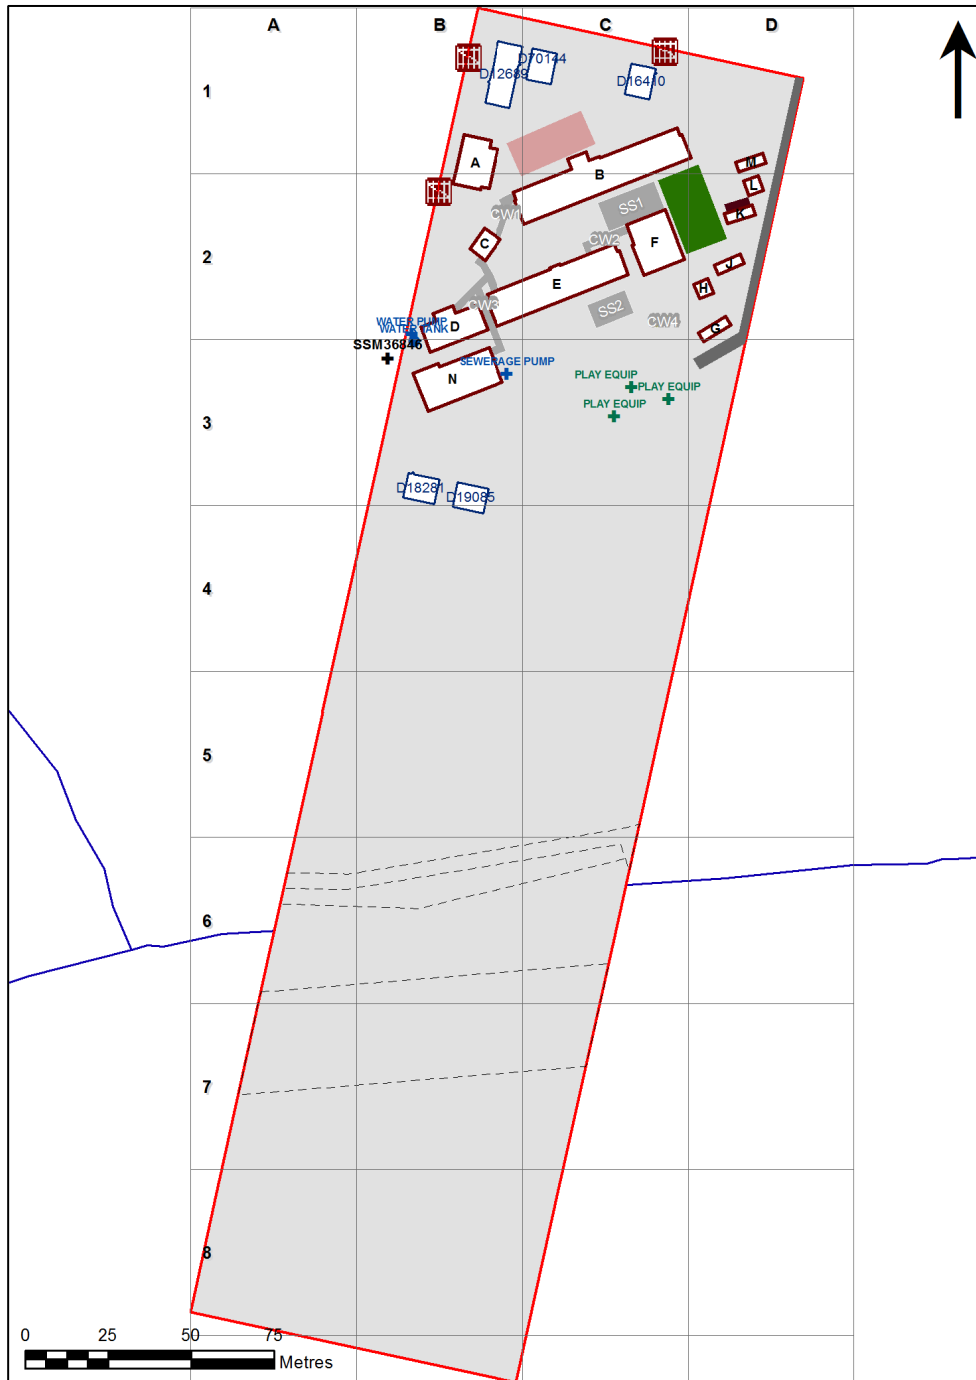 A B C D
1
D70144
D12689
D16410
A
B
M
L
K
SS1
CW1
CW2
F
C
2
J
E
H
CW3
SS2
CW4
G
WATER PUMP
WATER TANK
D
SSM36846
SEWERAGE PUMP
N
PLAY EQUIP
PLAY EQUIP
PLAY EQUIP
3
D18281
D19085
4
5
6
7
8
0 25 50 75
Metres